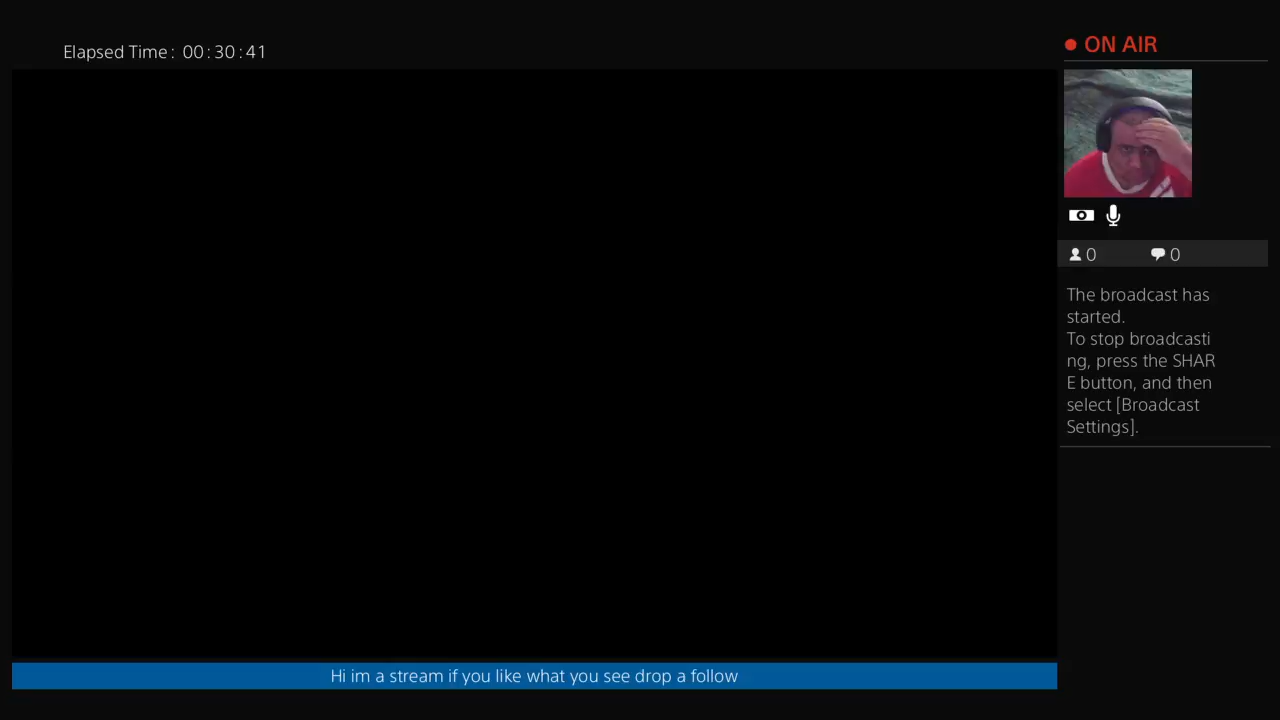 Elapsed Time: 00:30:41
ON AIR
0 0
The broadcast has
started.
To stop broadcasti
ng, press the SHAR
E button, and then
select [Broadcast
Settings].
Hi im a stream if you like what you see drop a follow